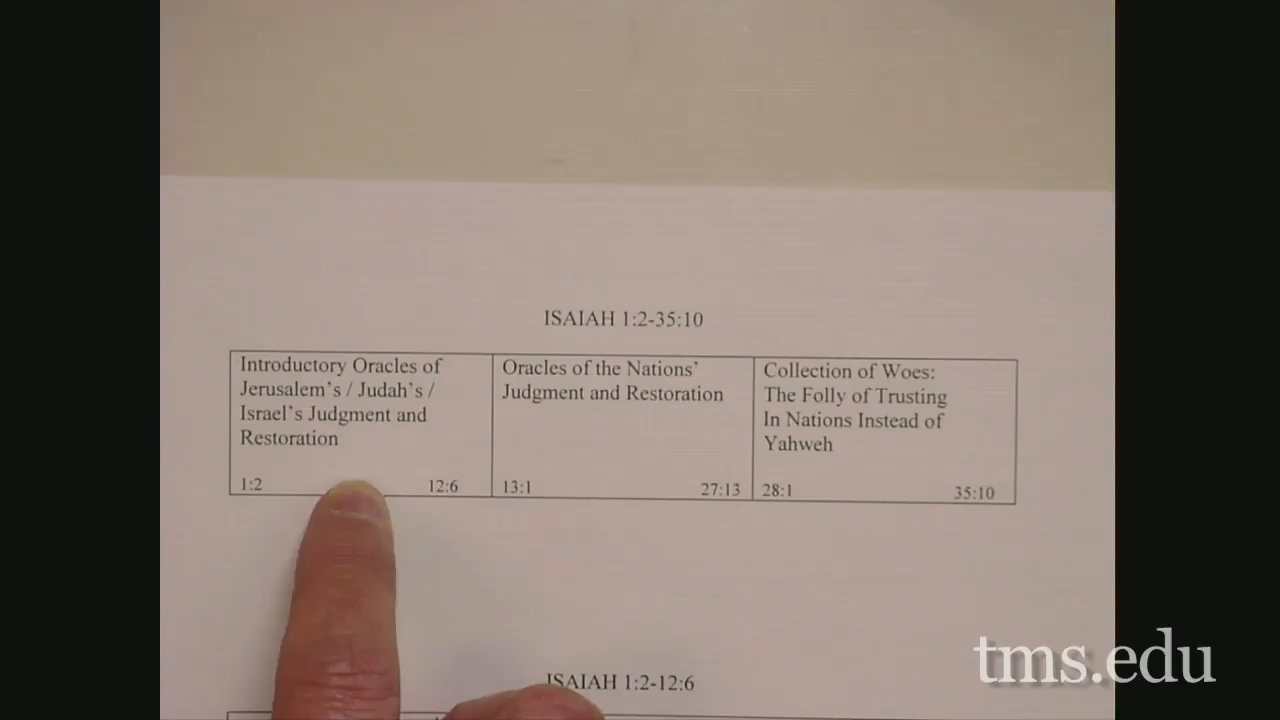 ISAIAH 1:2-35:10
Introductory Oracles of
Jerusalem's / Judah's /
Israel's Judgment and
Restoration
1:2 12:6
Oracles of the Nations'
Judgment and Restoration
13:1 27:13
Collection of Woes:
The Folly of Trusting
In Nations Instead of
Yahweh
28:1 35:10
ISAIAH 1:2-12:6
tms.edu